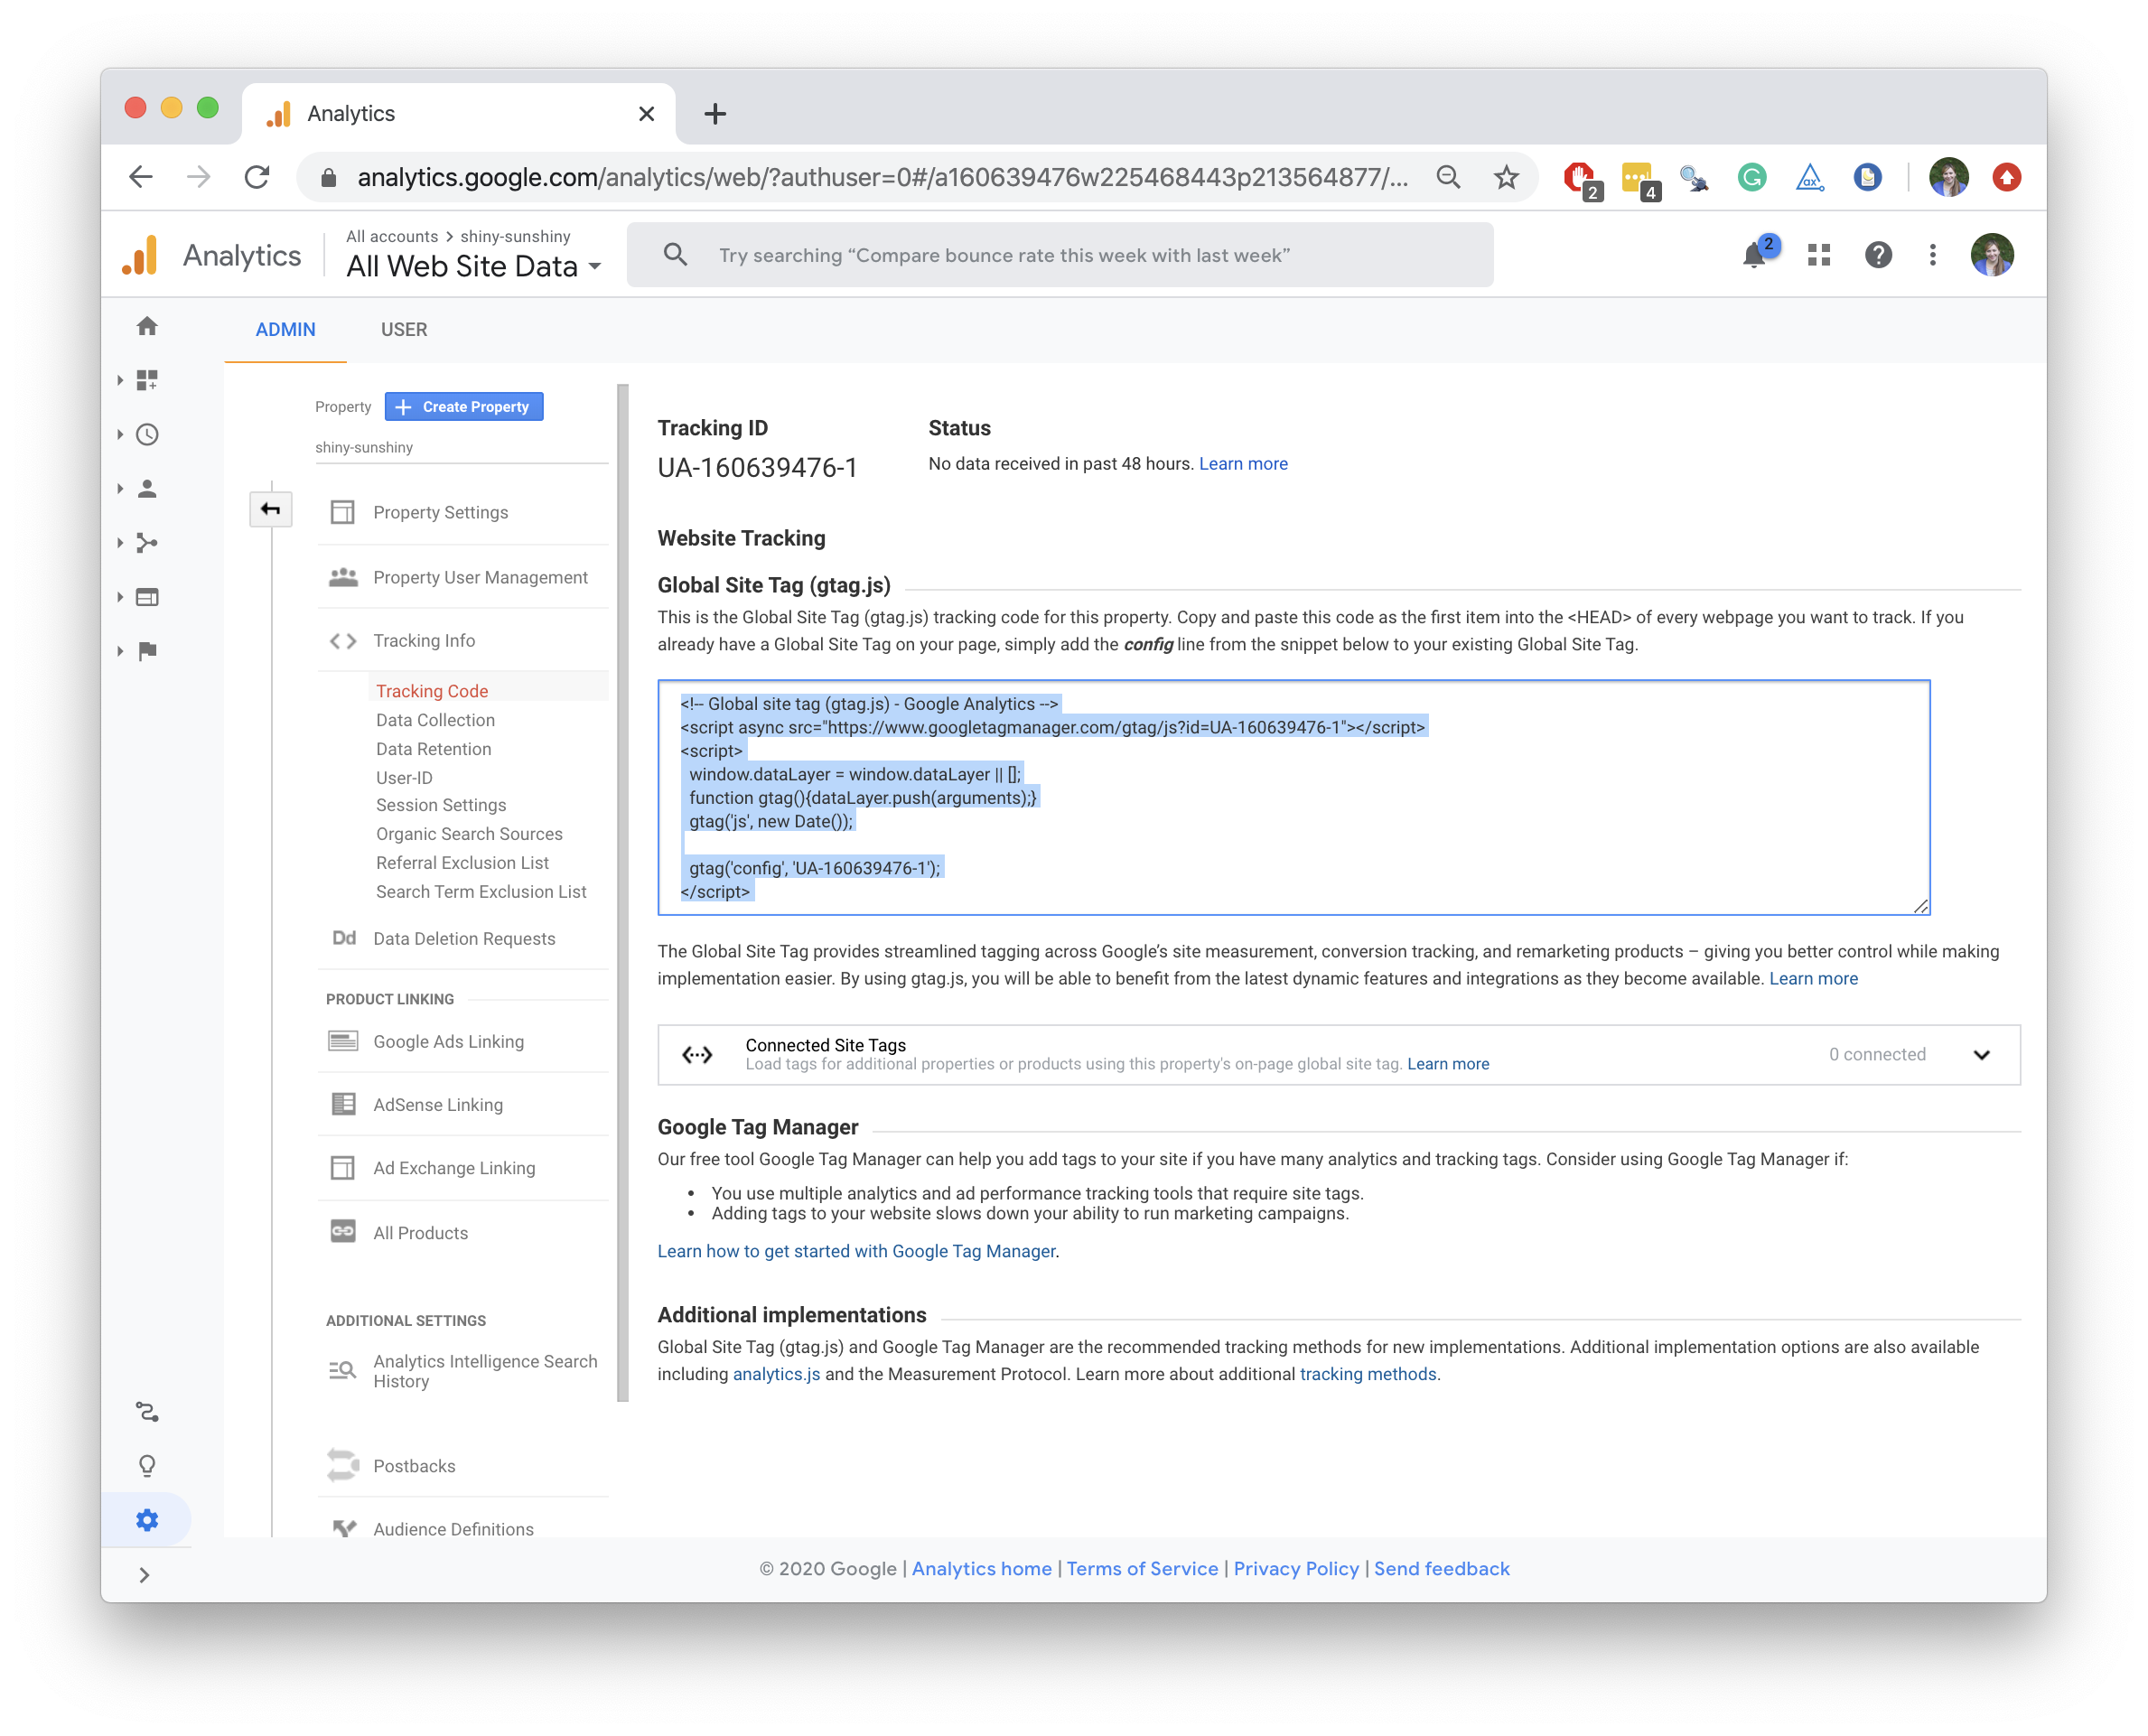 Analytics
analytics.google.com/analytics/web/?authuser=0#/a160639476w225468443p213564877/...
2
4
Analytics
All accounts > shiny-sunshiny
All Web Site Data
Try searching “Compare bounce rate this week with last week”
2
ADMIN
USER
Property
Create Property
shiny-sunshiny
Property Settings
Property User Management
Tracking Info
Tracking Code
Data Collection
Data Retention
User-ID
Session Settings
Organic Search Sources
Referral Exclusion List
Search Term Exclusion List
Dd Data Deletion Requests
PRODUCT LINKING
Google Ads Linking
AdSense Linking
Ad Exchange Linking
All Products
ADDITIONAL SETTINGS
Analytics Intelligence Search
History
Postbacks
Audience Definitions
Tracking ID
UA-160639476-1
Status
No data received in past 48 hours. Learn more
Website Tracking
Global Site Tag (gtag.js)
This is the Global Site Tag (gtag.js) tracking code for this property. Copy and paste this code as the first item into the <HEAD> of every webpage you want to track. If you
already have a Global Site Tag on your page, simply add the config line from the snippet below to your existing Global Site Tag.
<!-- Global site tag (gtag.js) - Google Analytics -->
<script async src="https://www.googletagmanager.com/gtag/js?id=UA-160639476-1"></script>
<script>
window.dataLayer = window.dataLayer || [];
function gtag(){dataLayer.push(arguments);}
gtag('js', new Date());
gtag('config', 'UA-160639476-1');
</script>
The Global Site Tag provides streamlined tagging across Google’s site measurement, conversion tracking, and remarketing products – giving you better control while making
implementation easier. By using gtag.js, you will be able to benefit from the latest dynamic features and integrations as they become available. Learn more
Connected Site Tags
Load tags for additional properties or products using this property's on-page global site tag. Learn more
0 connected
Google Tag Manager
Our free tool Google Tag Manager can help you add tags to your site if you have many analytics and tracking tags. Consider using Google Tag Manager if:
• You use multiple analytics and ad performance tracking tools that require site tags.
• Adding tags to your website slows down your ability to run marketing campaigns.
Learn how to get started with Google Tag Manager.
Additional implementations
Global Site Tag (gtag.js) and Google Tag Manager are the recommended tracking methods for new implementations. Additional implementation options are also available
including analytics.js and the Measurement Protocol. Learn more about additional tracking methods.
© 2020 Google | Analytics home | Terms of Service | Privacy Policy | Send feedback